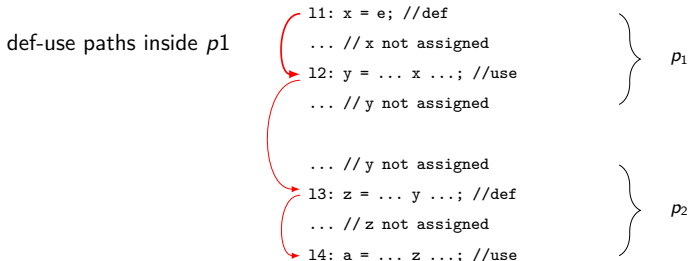 def-use paths inside p1
l1: x = e; //def
... // x not assigned
l2: y = ... x ...; //use
... // y not assigned
p1
... // y not assigned
l3: z = ... y ...; //def
... // z not assigned
l4: a = ... z ...; //use
p2